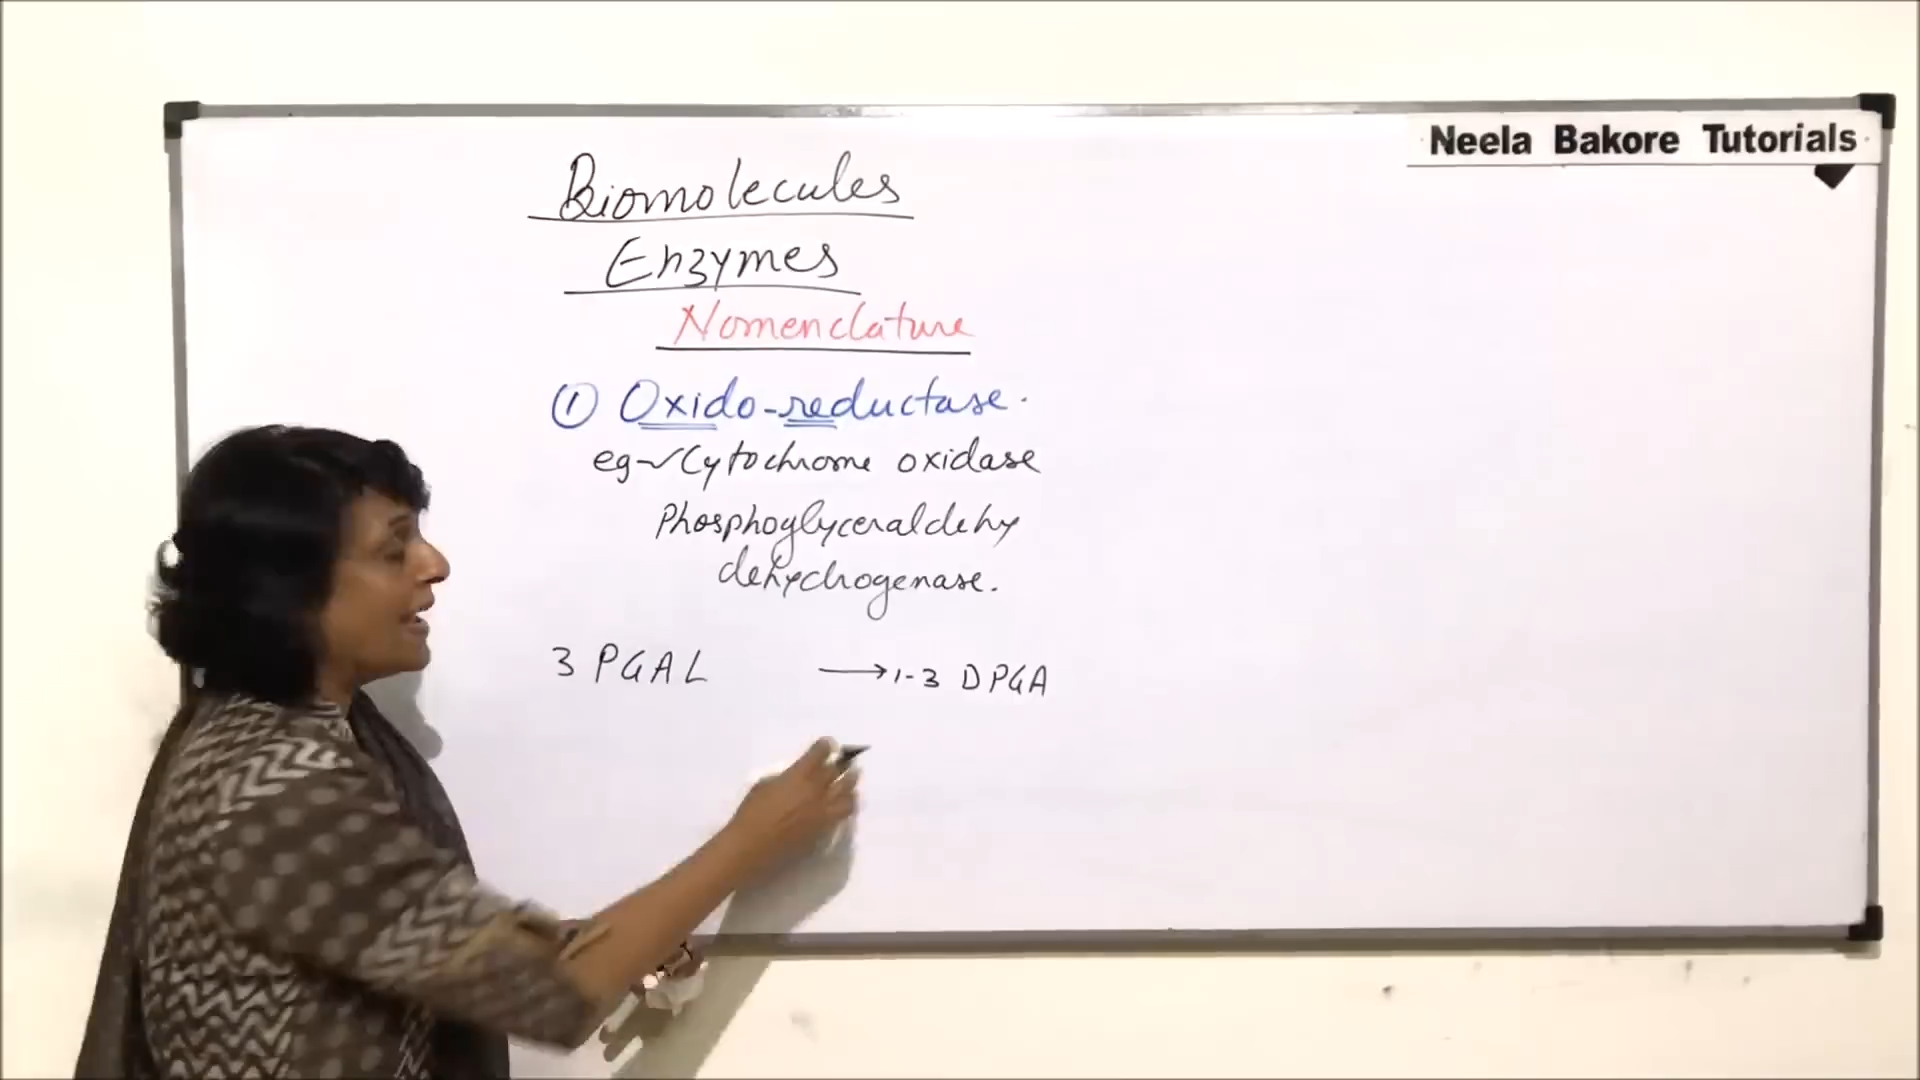 Neela Bakore Tutorials
Biomolecules
Enzymes
Nomenclature
① Oxido-reductase.
eg-✓Cytochrome oxidase
Phosphoglyceraldehy
dehydrogenase.
3 PGAL ⟶ 1-3 DPGA